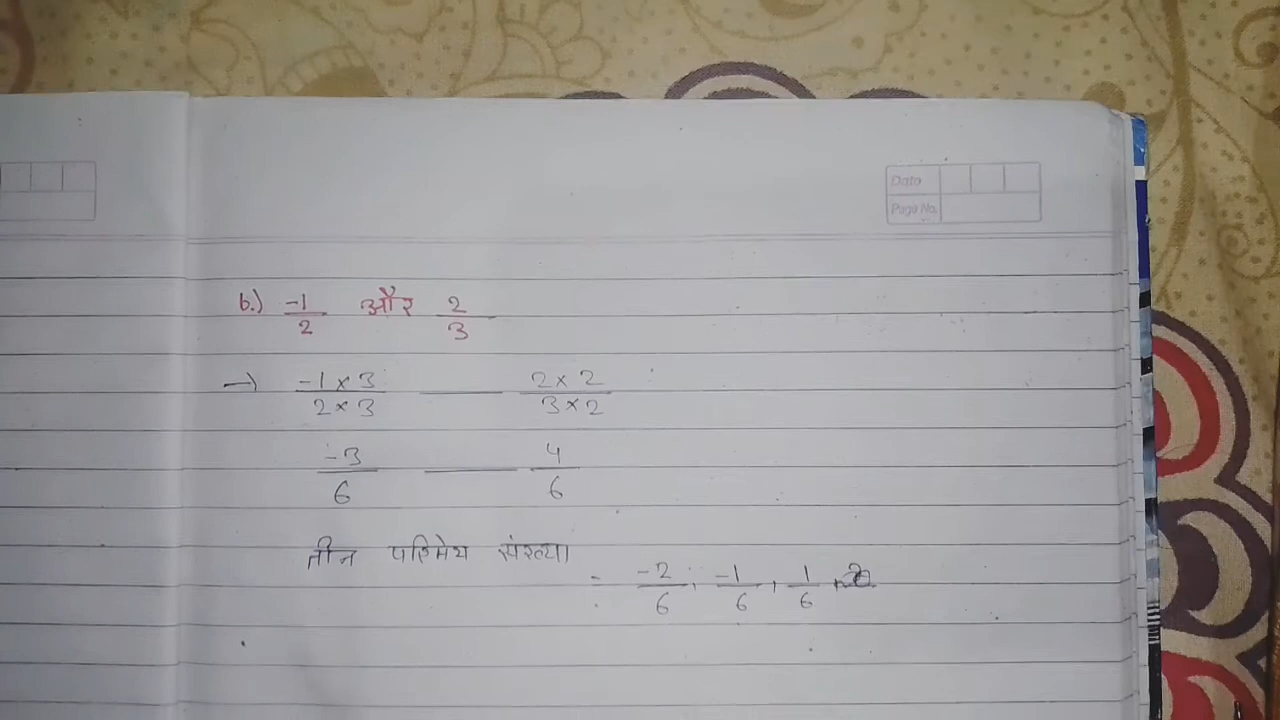 Date
Page No.
b.) -1/2 और 2/3
→ -1×3/2×3 — 2×2/3×2
-3/6 — 4/6
तीन परिमेय संख्या
= -2/6, -1/6, 1/6